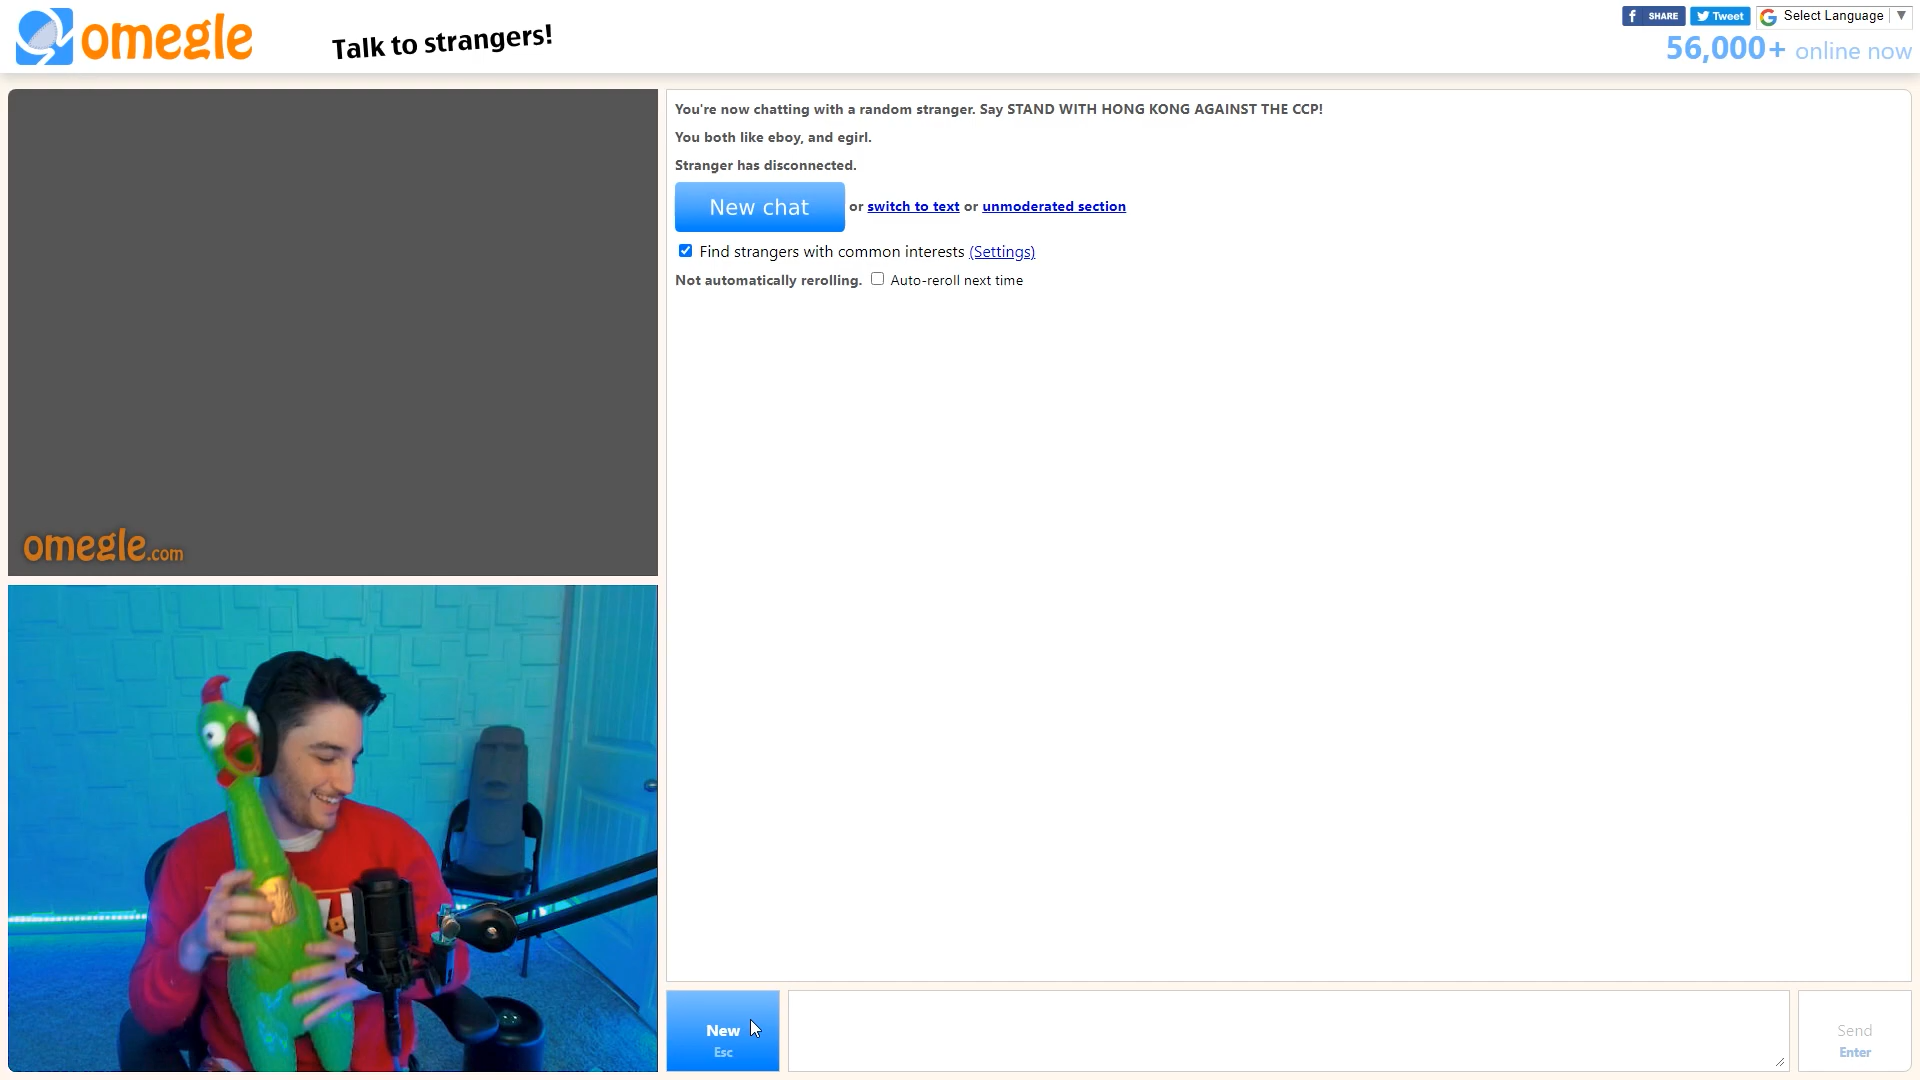 omegle
Talk to strangers!
SHARE
Tweet
Select Language
56,000+ online now
You're now chatting with a random stranger. Say STAND WITH HONG KONG AGAINST THE CCP!
You both like eboy, and egirl.
Stranger has disconnected.
New chat or switch to text or unmoderated section
Find strangers with common interests (Settings)
Not automatically rerolling. Auto-reroll next time
omegle.com
New
Esc
Send
Enter